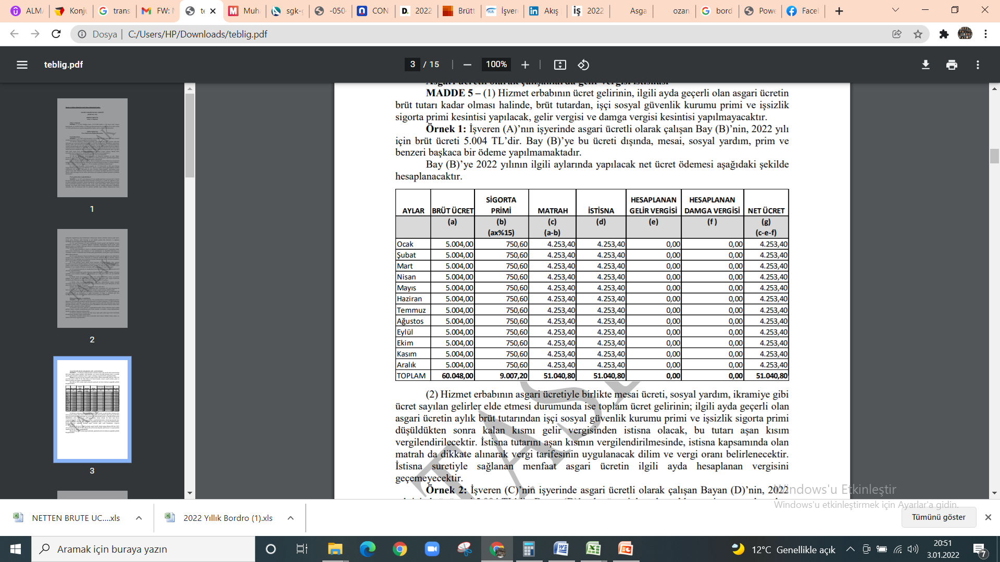 ALM
Konju
trans
FW: N
te
Muh
sgk-g
-050
CON
2022
Brütt
İşver
Akış
2022
Asga
ozan
bord
Powe
Facel
Dosya | C:/Users/HP/Downloads/teblig.pdf
teblig.pdf
3 / 15
100%
1
2
3
MADDE 5 – (1) Hizmet erbabının ücret gelirinin, ilgili ayda geçerli olan asgari ücretin
brüt tutarı kadar olması halinde, brüt tutardan, işçi sosyal güvenlik kurumu primi ve işsizlik
sigorta primi kesintisi yapılacak, gelir vergisi ve damga vergisi kesintisi yapılmayacaktır.
Örnek 1: İşveren (A)’nın işyerinde asgari ücretli olarak çalışan Bay (B)’nin, 2022 yılı
için brüt ücreti 5.004 TL’dir. Bay (B)’ye bu ücreti dışında, mesai, sosyal yardım, prim ve
benzeri başkaca bir ödeme yapılmamaktadır.
Bay (B)’ye 2022 yılının ilgili aylarında yapılacak net ücret ödemesi aşağıdaki şekilde
hesaplanacaktır.
AYLAR BRÜT ÜCRET SİGORTA PRİMİ MATRAH İSTİSNA HESAPLANAN GELİR VERGİSİ HESAPLANAN DAMGA VERGİSİ NET ÜCRET
(a) (b) (c) (d) (e) (f ) (g)
(ax%15) (a-b) (c-e-f)
Ocak 5.004,00 750,60 4.253,40 4.253,40 0,00 0,00 4.253,40
Şubat 5.004,00 750,60 4.253,40 4.253,40 0,00 0,00 4.253,40
Mart 5.004,00 750,60 4.253,40 4.253,40 0,00 0,00 4.253,40
Nisan 5.004,00 750,60 4.253,40 4.253,40 0,00 0,00 4.253,40
Mayıs 5.004,00 750,60 4.253,40 4.253,40 0,00 0,00 4.253,40
Haziran 5.004,00 750,60 4.253,40 4.253,40 0,00 0,00 4.253,40
Temmuz 5.004,00 750,60 4.253,40 4.253,40 0,00 0,00 4.253,40
Ağustos 5.004,00 750,60 4.253,40 4.253,40 0,00 0,00 4.253,40
Eylül 5.004,00 750,60 4.253,40 4.253,40 0,00 0,00 4.253,40
Ekim 5.004,00 750,60 4.253,40 4.253,40 0,00 0,00 4.253,40
Kasım 5.004,00 750,60 4.253,40 4.253,40 0,00 0,00 4.253,40
Aralık 5.004,00 750,60 4.253,40 4.253,40 0,00 0,00 4.253,40
TOPLAM 60.048,00 9.007,20 51.040,80 51.040,80 0,00 0,00 51.040,80
(2) Hizmet erbabının asgari ücretiyle birlikte mesai ücreti, sosyal yardım, ikramiye gibi
ücret sayılan gelirler elde etmesi durumunda ise toplam ücret gelirinin; ilgili ayda geçerli olan
asgari ücretin aylık brüt tutarından işçi sosyal güvenlik kurumu primi ve işsizlik sigorta primi
düşüldükten sonra kalan kısmı gelir vergisinden istisna olacak, bu tutarı aşan kısım
vergilendirilecektir. İstisna tutarını aşan kısmın vergilendirilmesinde, istisna kapsamında olan
matrah da dikkate alınarak vergi tarifesinin uygulanacak dilim ve vergi oranı belirlenecektir.
İstisna suretiyle sağlanan menfaat asgari ücretin ilgili ayda hesaplanan vergisini
geçemeyecektir.
Örnek 2: İşveren (C)’nin işyerinde asgari ücretli olarak çalışan Bayan (D)’nin, 2022
Windows'u Etkinleştir
Windows'u etkinleştirmek için Ayarlar'a gidin.
NETTEN BRUTE UC....xls
2022 Yıllık Bordro (1).xls
Tümünü göster
Aramak için buraya yazın
12°C Genellikle açık
20:51
3.01.2022
7